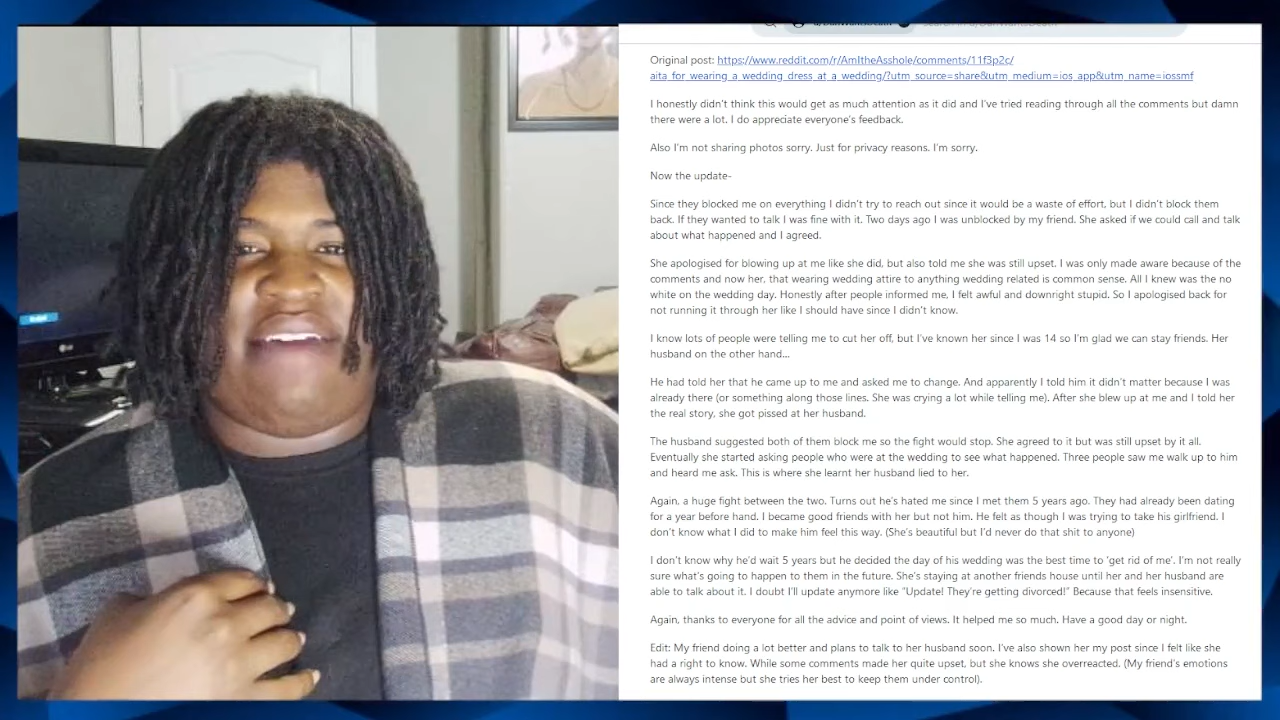 Original post: https://www.reddit.com/r/AmItheAsshole/comments/11f3p2c/
aita_for_wearing_a_wedding_dress_at_a_wedding/?utm_source=share&utm_medium=ios_app&utm_name=iossmf
I honestly didn't think this would get as much attention as it did and I've tried reading through all the comments but damn
there were a lot. I do appreciate everyone's feedback.
Also I'm not sharing photos sorry. Just for privacy reasons. I'm sorry.
Now the update-
Since they blocked me on everything I didn't try to reach out since it would be a waste of effort, but I didn't block them
back. If they wanted to talk I was fine with it. Two days ago I was unblocked by my friend. She asked if we could call and talk
about what happened and I agreed.
She apologised for blowing up at me like she did, but also told me she was still upset. I was only made aware because of the
comments and now her, that wearing wedding attire to anything wedding related is common sense. All I knew was the no
white on the wedding day. Honestly after people informed me, I felt awful and downright stupid. So I apologised back for
not running it through her like I should have since I didn't know.
I know lots of people were telling me to cut her off, but I've known her since I was 14 so I'm glad we can stay friends. Her
husband on the other hand...
He had told her that he came up to me and asked me to change. And apparently I told him it didn't matter because I was
already there (or something along those lines. She was crying a lot while telling me). After she blew up at me and I told her
the real story, she got pissed at her husband.
The husband suggested both of them block me so the fight would stop. She agreed to it but was still upset by it all.
Eventually she started asking people who were at the wedding to see what happened. Three people saw me walk up to him
and heard me ask. This is where she learnt her husband lied to her.
Again, a huge fight between the two. Turns out he's hated me since I met them 5 years ago. They had already been dating
for a year before hand. I became good friends with her but not him. He felt as though I was trying to take his girlfriend. I
don't know what I did to make him feel this way. (She's beautiful but I'd never do that shit to anyone)
I don't know why he'd wait 5 years but he decided the day of his wedding was the best time to 'get rid of me'. I'm not really
sure what's going to happen to them in the future. She's staying at another friends house until her and her husband are
able to talk about it. I doubt I'll update anymore like "Update! They're getting divorced!" Because that feels insensitive.
Again, thanks to everyone for all the advice and point of views. It helped me so much. Have a good day or night.
Edit: My friend doing a lot better and plans to talk to her husband soon. I've also shown her my post since I felt like she
had a right to know. While some comments made her quite upset, but she knows she overreacted. (My friend's emotions
are always intense but she tries her best to keep them under control).